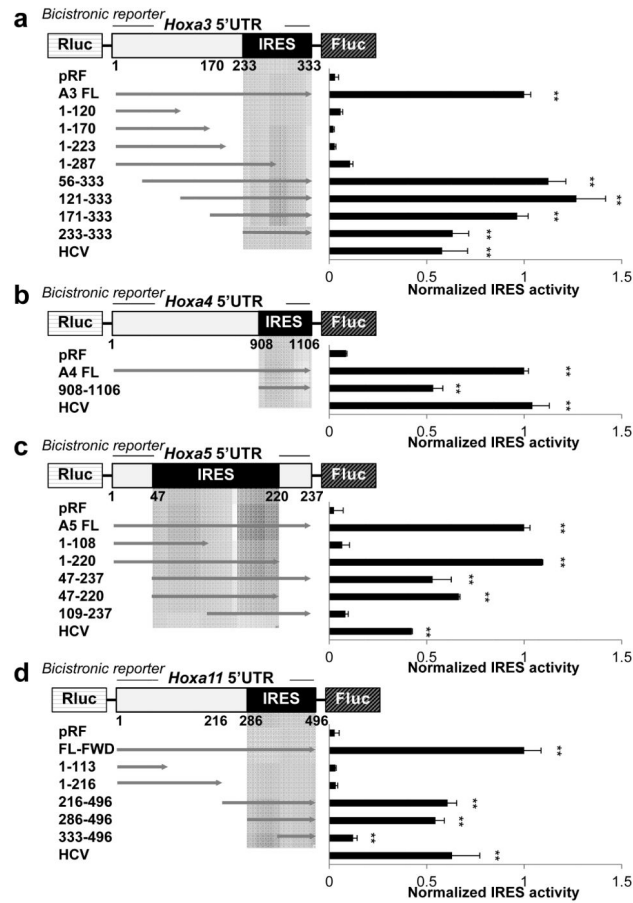 a
Bicistronic reporter
Hoxa3 5'UTR
Rluc IRES Fluc
1 170 233 333
pRF
A3 FL **
1-120
1-170
1-223
1-287
56-333 **
121-333 **
171-333 **
233-333 **
HCV **
0 0.5 1 1.5
Normalized IRES activity
b
Bicistronic reporter
Hoxa4 5'UTR
Rluc IRES Fluc
1 908 1106
pRF
A4 FL **
908-1106 **
HCV **
0 0.5 1 1.5
Normalized IRES activity
c
Bicistronic reporter
Hoxa5 5'UTR
Rluc IRES Fluc
1 47 220 237
pRF
A5 FL **
1-108
1-220 **
47-237 **
47-220 **
109-237
HCV **
0 0.5 1 1.5
Normalized IRES activity
d
Bicistronic reporter
Hoxa11 5'UTR
Rluc IRES Fluc
1 216 286 496
pRF
FL-FWD **
1-113
1-216
216-496 **
286-496 **
333-496 **
HCV **
0 0.5 1 1.5
Normalized IRES activity